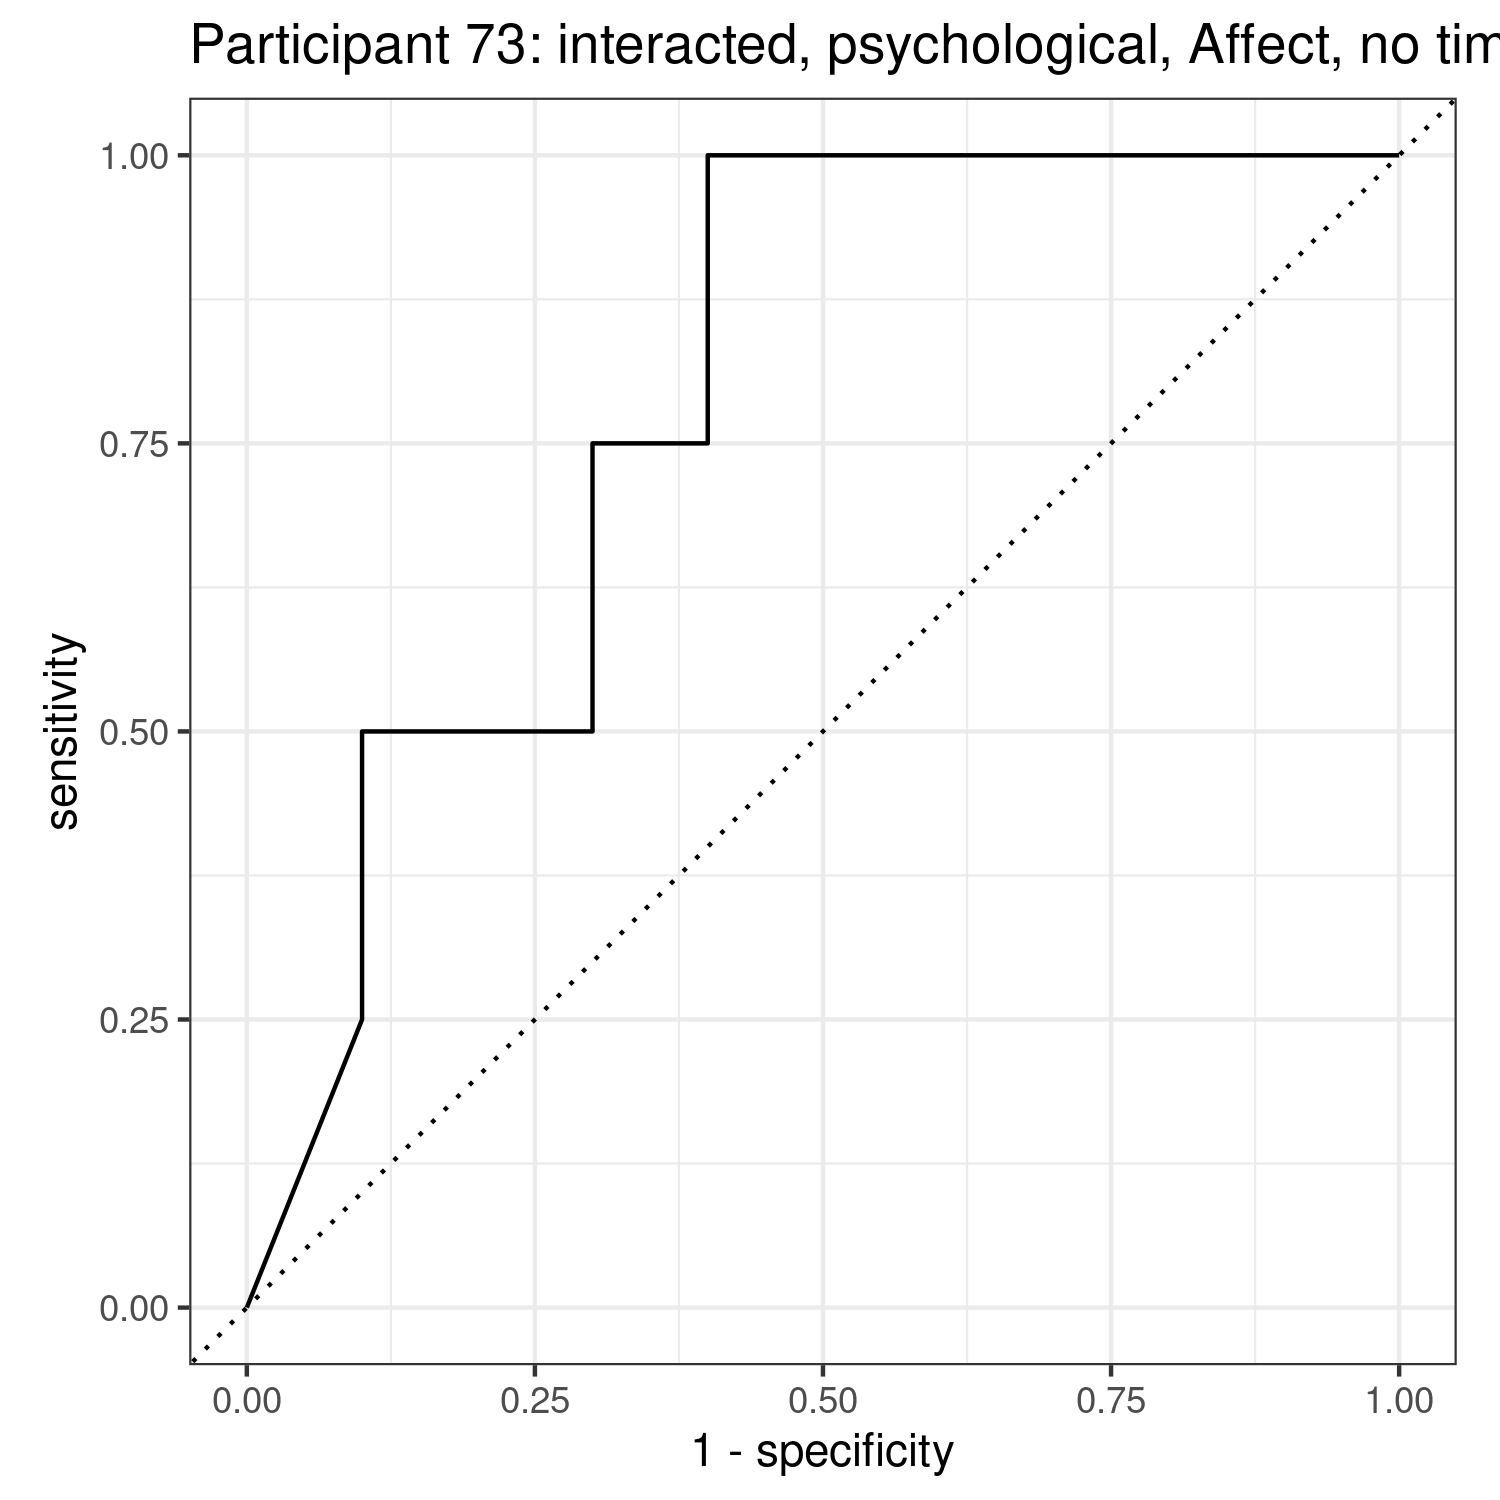 Participant 73: interacted, psychological, Affect, no tim
1.00
0.75
0.50
0.25
0.00
sensitivity
0.00 0.25 0.50 0.75 1.00
1 - specificity